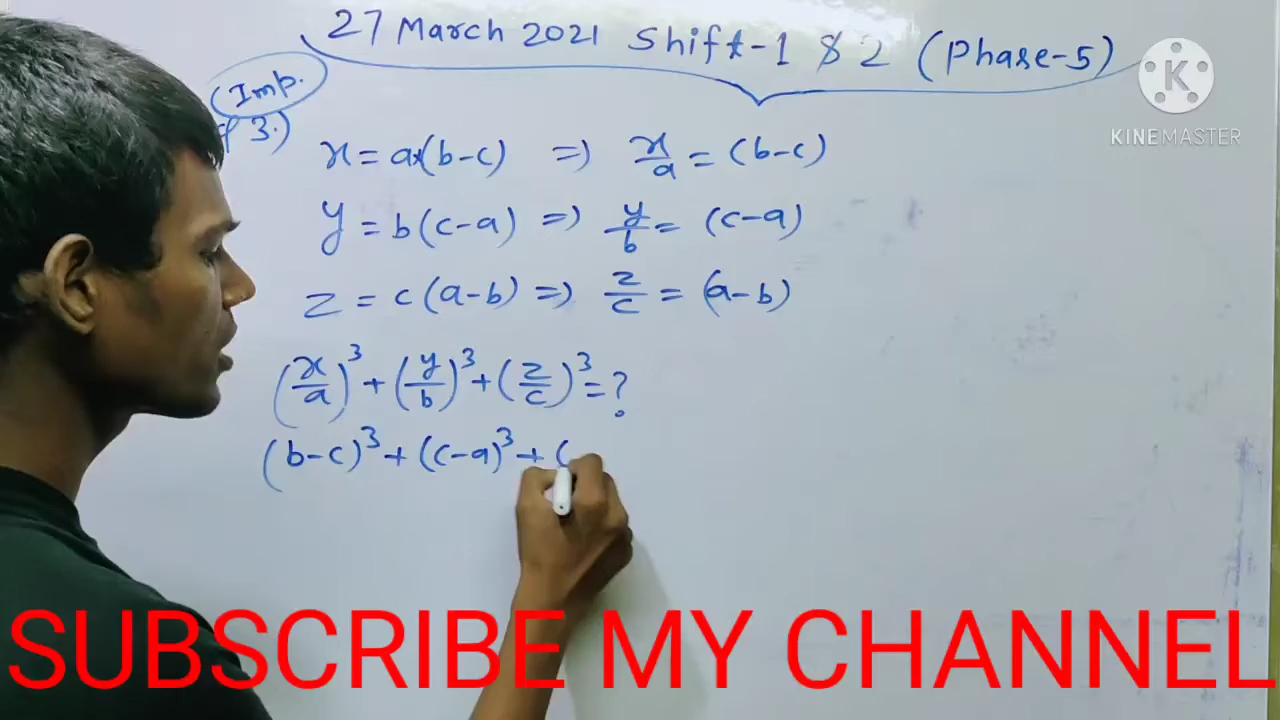 27 March 2021 Shift-1 & 2 (Phase-5)
(Imp.)
3.)
x = a×(b-c) => x/a = (b-c)
y = b(c-a) => y/b = (c-a)
z = c(a-b) => z/c = (a-b)
(x/a)³ + (y/b)³ + (z/c)³ = ?
(b-c)³ + (c-a)³ + (
KINEMASTER
SUBSCRIBE MY CHANNEL